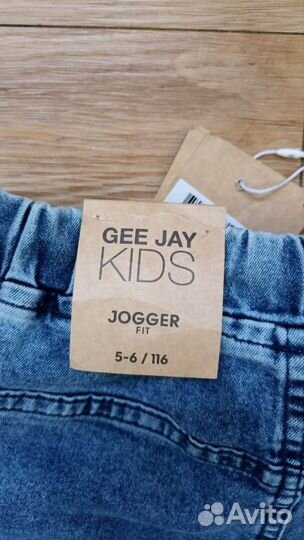 GEE JAY
KIDS
JOGGER
FIT
5-6 / 116
Avito